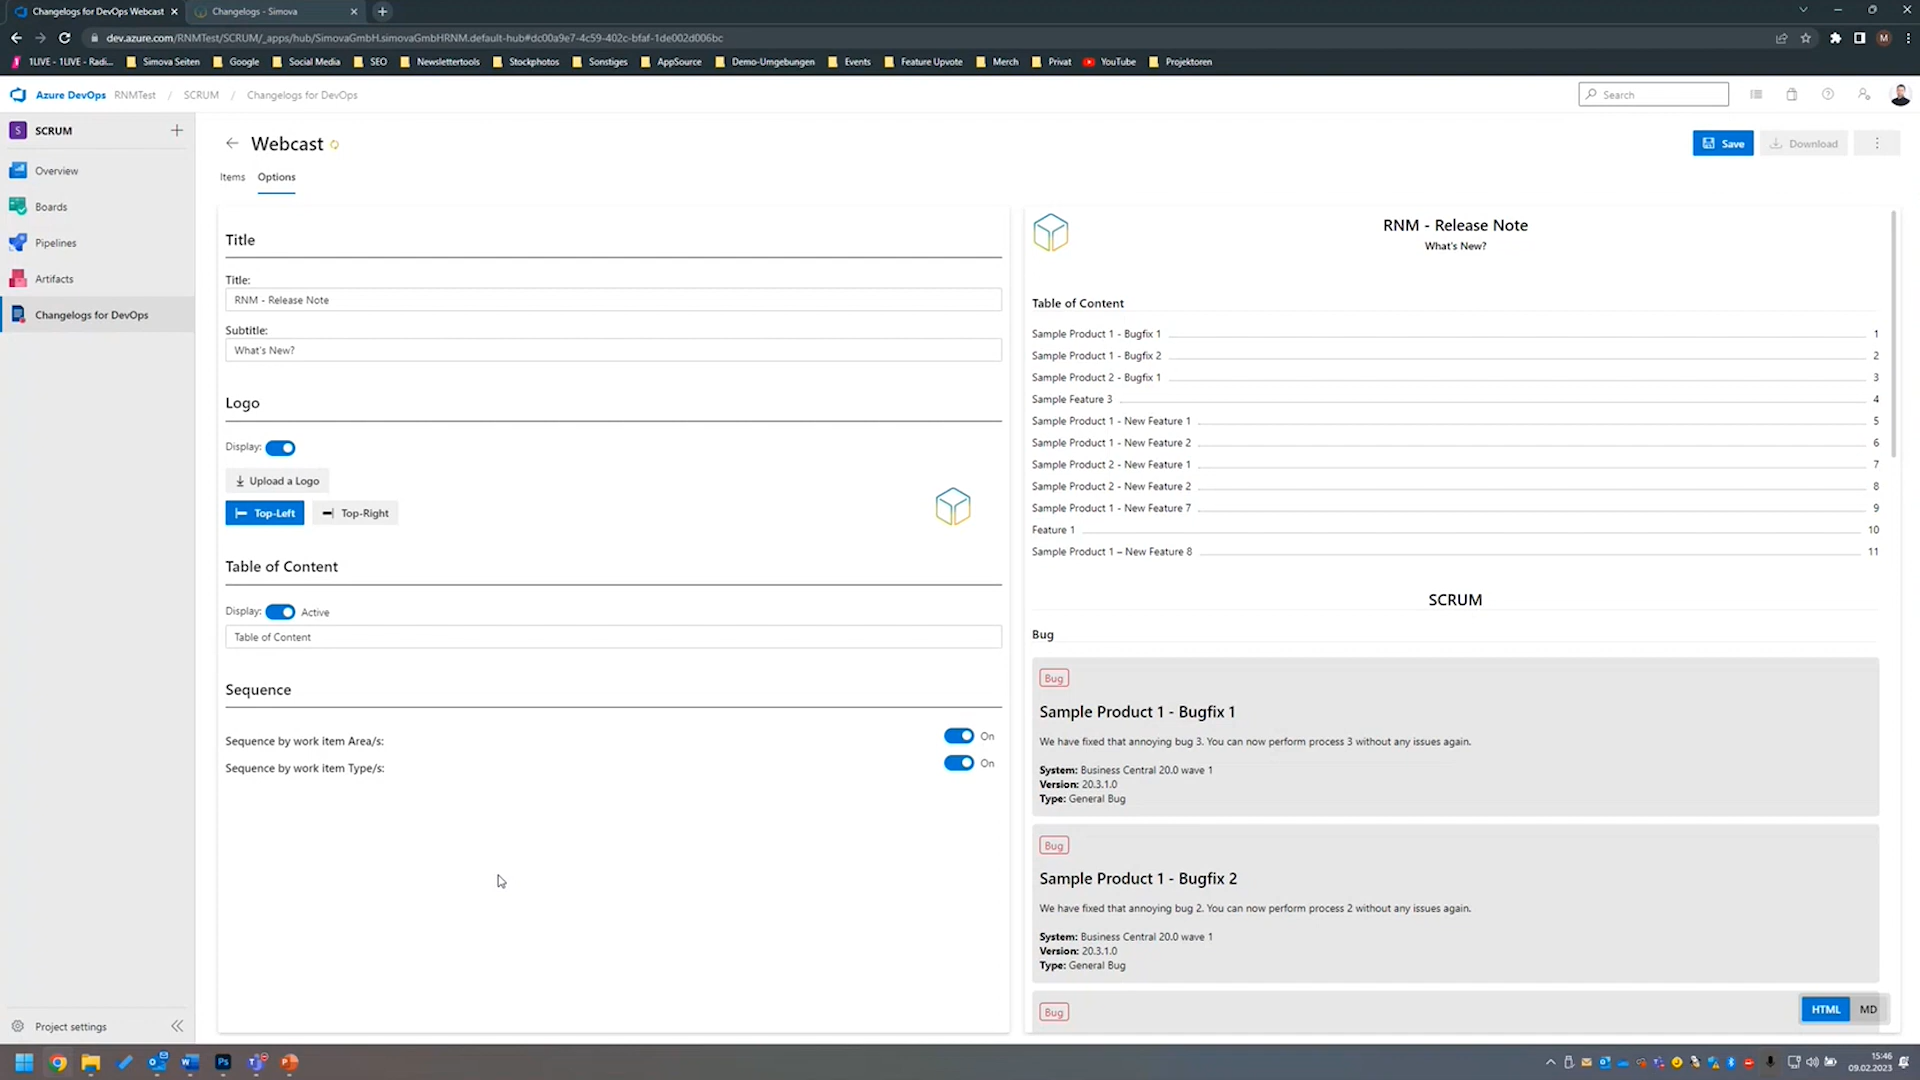 Changelogs for DevOps Webcast
Changelogs - Simova
dev.azure.com/RNMTest/SCRUM/_apps/hub/SimovaGmbH.simovaGmbHRNM.default-hub#dc00a9e7-4c59-402c-bfaf-1de002d006bc
M
1LIVE - 1LIVE - Radi... Simova Seiten Google Social Media SEO Newslettertools Stockphotos Sonstiges AppSource Demo-Umgebungen Events Feature Upvote Merch Privat YouTube Projektoren
Azure DevOps RNMTest / SCRUM / Changelogs for DevOps
Search
S SCRUM
Overview
Boards
Pipelines
Artifacts
Changelogs for DevOps
Project settings
Webcast
Save
Download
Items Options
Title
Title:
RNM - Release Note
Subtitle:
What's New?
Logo
Display:
Upload a Logo
Top-Left Top-Right
Table of Content
Display: Active
Table of Content
Sequence
Sequence by work item Area/s: On
Sequence by work item Type/s: On
RNM - Release Note
What's New?
Table of Content
Sample Product 1 - Bugfix 1 1
Sample Product 1 - Bugfix 2 2
Sample Product 2 - Bugfix 1 3
Sample Feature 3 4
Sample Product 1 - New Feature 1 5
Sample Product 1 - New Feature 2 6
Sample Product 2 - New Feature 1 7
Sample Product 2 - New Feature 2 8
Sample Product 1 - New Feature 7 9
Feature 1 10
Sample Product 1 – New Feature 8 11
SCRUM
Bug
Bug
Sample Product 1 - Bugfix 1
We have fixed that annoying bug 3. You can now perform process 3 without any issues again.
System: Business Central 20.0 wave 1
Version: 20.3.1.0
Type: General Bug
Bug
Sample Product 1 - Bugfix 2
We have fixed that annoying bug 2. You can now perform process 2 without any issues again.
System: Business Central 20.0 wave 1
Version: 20.3.1.0
Type: General Bug
Bug
HTML MD
15:46
09.02.2023